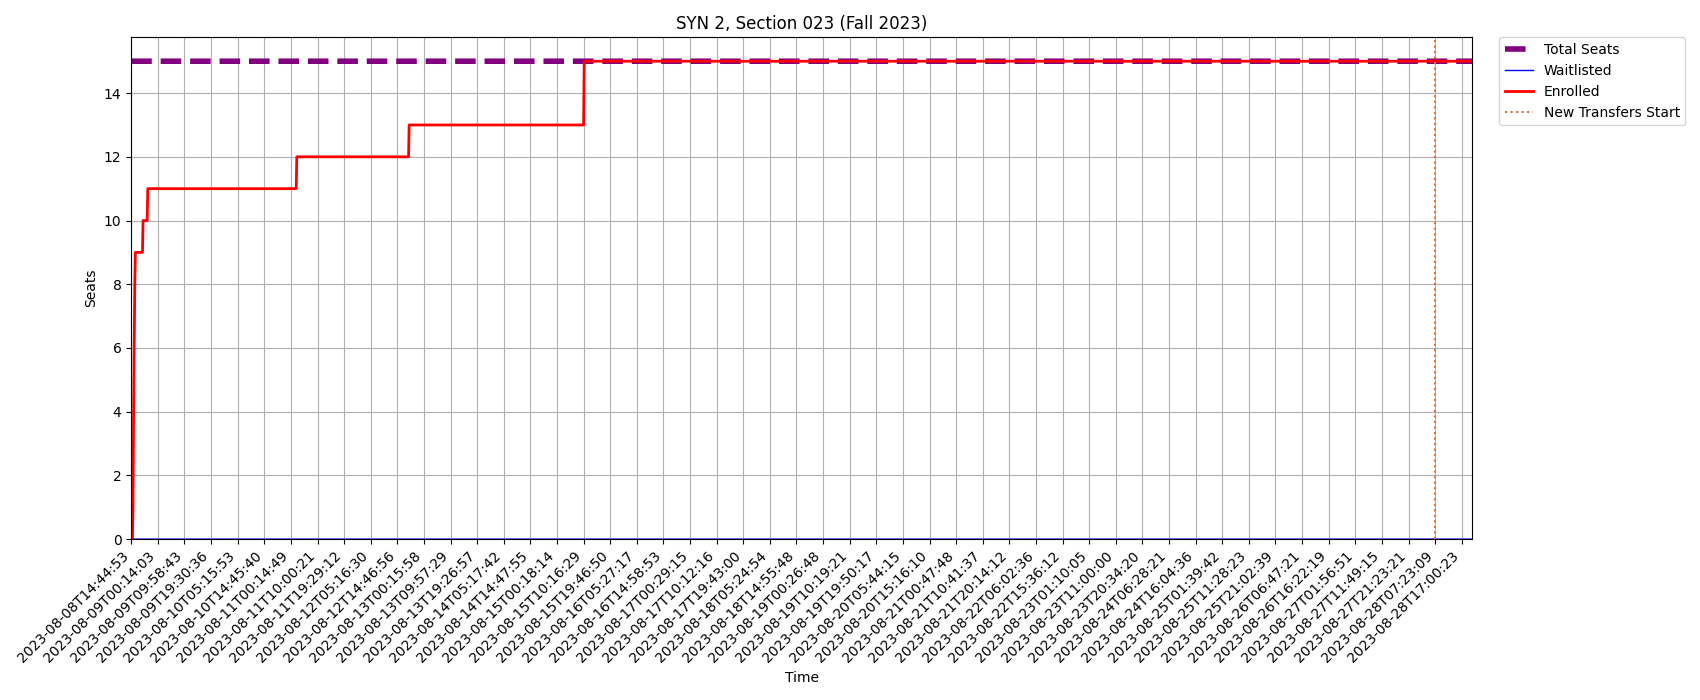 SYN 2, Section 023 (Fall 2023)
Total Seats
Waitlisted
Enrolled
New Transfers Start
Seats
14
12
10
8
6
4
2
0
2023-08-08T14:44:53
2023-08-09T00:14:03
2023-08-09T09:58:43
2023-08-09T19:30:36
2023-08-10T05:15:53
2023-08-10T14:45:40
2023-08-11T00:14:49
2023-08-11T10:00:21
2023-08-11T19:29:12
2023-08-12T05:16:30
2023-08-12T14:46:56
2023-08-13T00:15:58
2023-08-13T09:57:29
2023-08-13T19:26:57
2023-08-14T05:17:42
2023-08-14T14:47:55
2023-08-15T00:18:14
2023-08-15T10:16:29
2023-08-15T19:46:50
2023-08-16T05:27:17
2023-08-16T14:58:53
2023-08-17T00:29:15
2023-08-17T10:12:16
2023-08-17T19:43:00
2023-08-18T05:24:54
2023-08-18T14:55:48
2023-08-19T00:26:48
2023-08-19T10:19:21
2023-08-19T19:50:17
2023-08-20T05:44:15
2023-08-20T15:16:10
2023-08-21T00:47:48
2023-08-21T10:41:37
2023-08-21T20:14:12
2023-08-22T06:02:36
2023-08-22T15:36:12
2023-08-23T01:10:05
2023-08-23T11:00:00
2023-08-23T20:34:20
2023-08-24T06:28:21
2023-08-24T16:04:36
2023-08-25T01:39:42
2023-08-25T11:28:23
2023-08-25T21:02:39
2023-08-26T06:47:21
2023-08-26T16:22:19
2023-08-27T01:56:51
2023-08-27T11:49:15
2023-08-27T21:23:21
2023-08-28T07:23:09
2023-08-28T17:00:23
Time